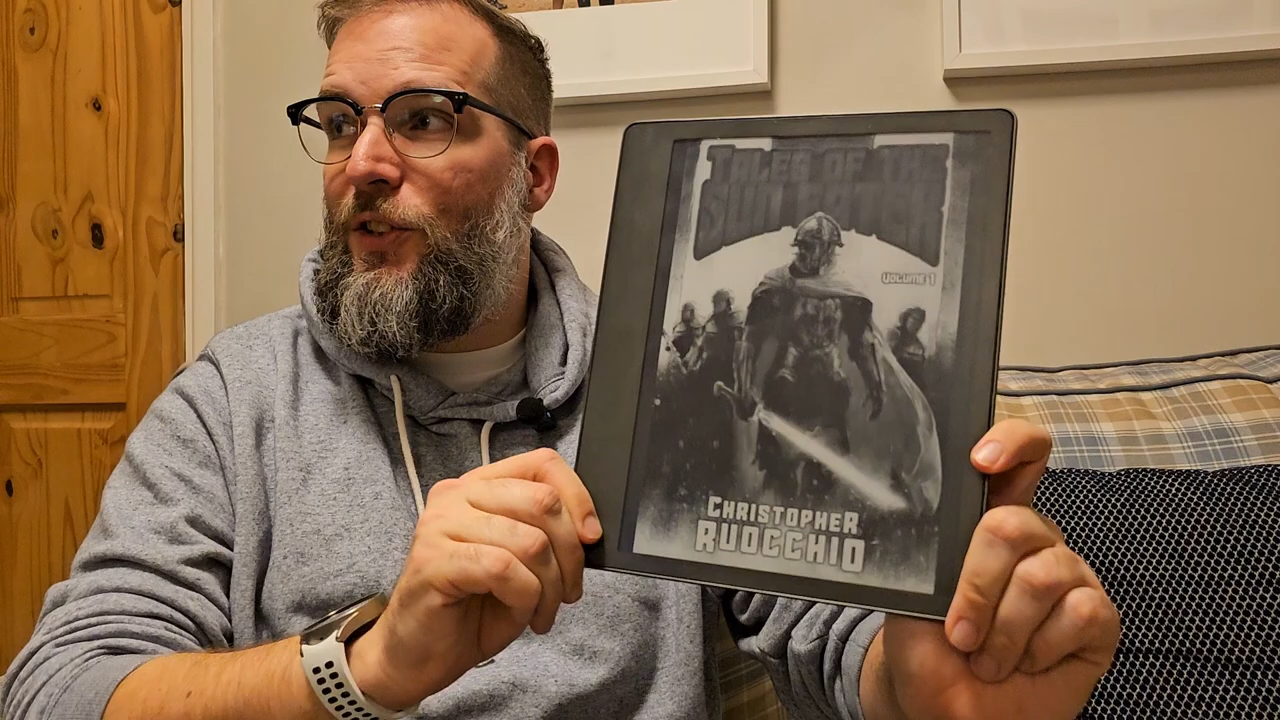 TALES OF THE
SUN EATER
VOLUME 1
CHRISTOPHER
RUOCCHIO